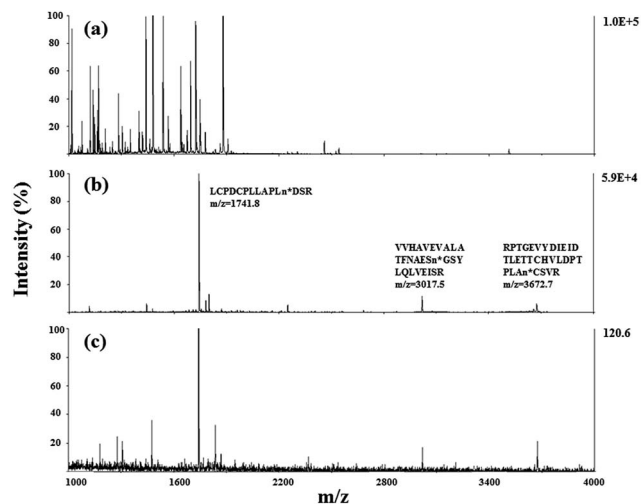 (a)
1.0E+5
100
80
60
40
20
(b)
5.9E+4
100
80
60
40
20
LCPDCPLLAPLn*DSR
m/z=1741.8
VVHAVEVALA
TFNAESn*GSY
LQLVEISR
m/z=3017.5
RPTGEVYDIEID
TLETTCHVLDPT
PLAn*CSVR
m/z=3672.7
Intensity (%)
(c)
120.6
100
80
60
40
20
1000 1600 2200 2800 3400 4000
m/z